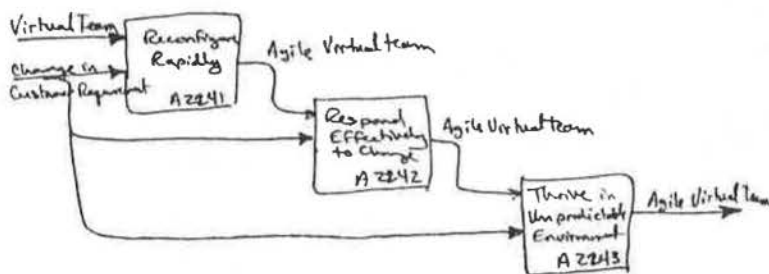 Virtual Team
Change in
Customer Requirement
Reconfigure
Rapidly
A2241
Agile Virtual team
Respond
Effectively
to Change
A2242
Agile Virtual team
Thrive in
Unpredictable
Environment
A2243
Agile Virtual Team